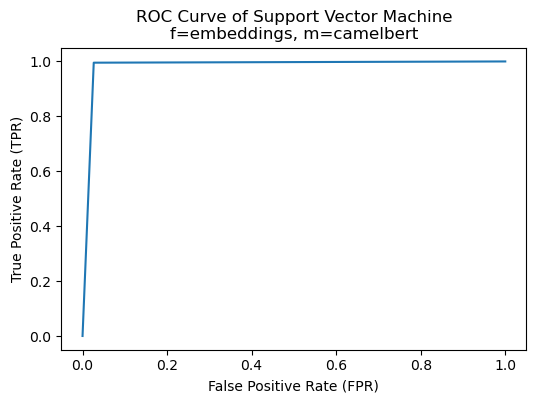 ROC Curve of Support Vector Machine
f=embeddings, m=camelbert
True Positive Rate (TPR)
1.0
0.8
0.6
0.4
0.2
0.0
0.0 0.2 0.4 0.6 0.8 1.0
False Positive Rate (FPR)